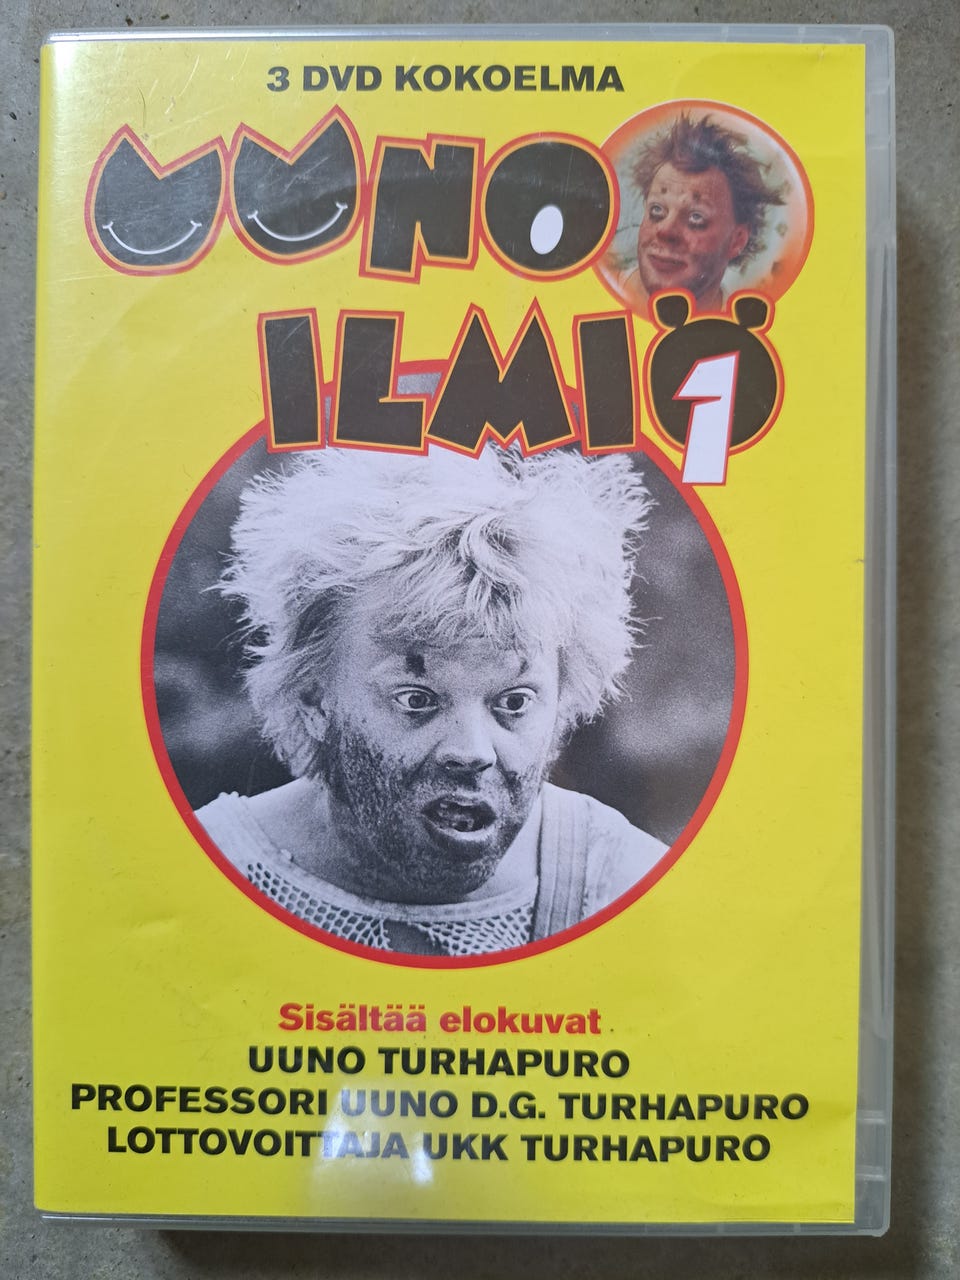 3 DVD KOKOELMA
UUNO
ILMIÖ
1
Sisältää elokuvat
UUNO TURHAPURO
PROFESSORI UUNO D.G. TURHAPURO
LOTTOVOITTAJA UKK TURHAPURO